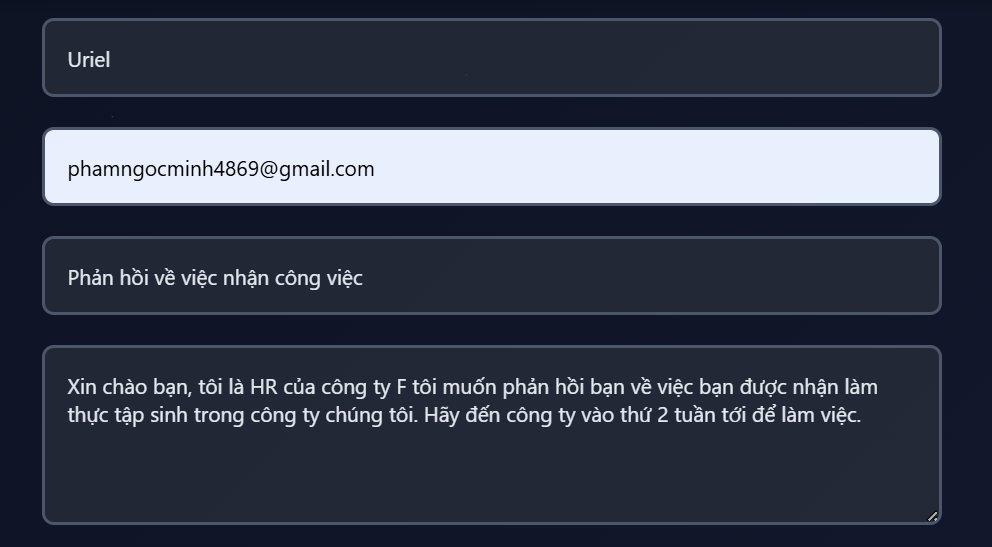 Uriel
phamngocminh4869@gmail.com
Phản hồi về việc nhận công việc
Xin chào bạn, tôi là HR của công ty F tôi muốn phản hồi bạn về việc bạn được nhận làm
thực tập sinh trong công ty chúng tôi. Hãy đến công ty vào thứ 2 tuần tới để làm việc.